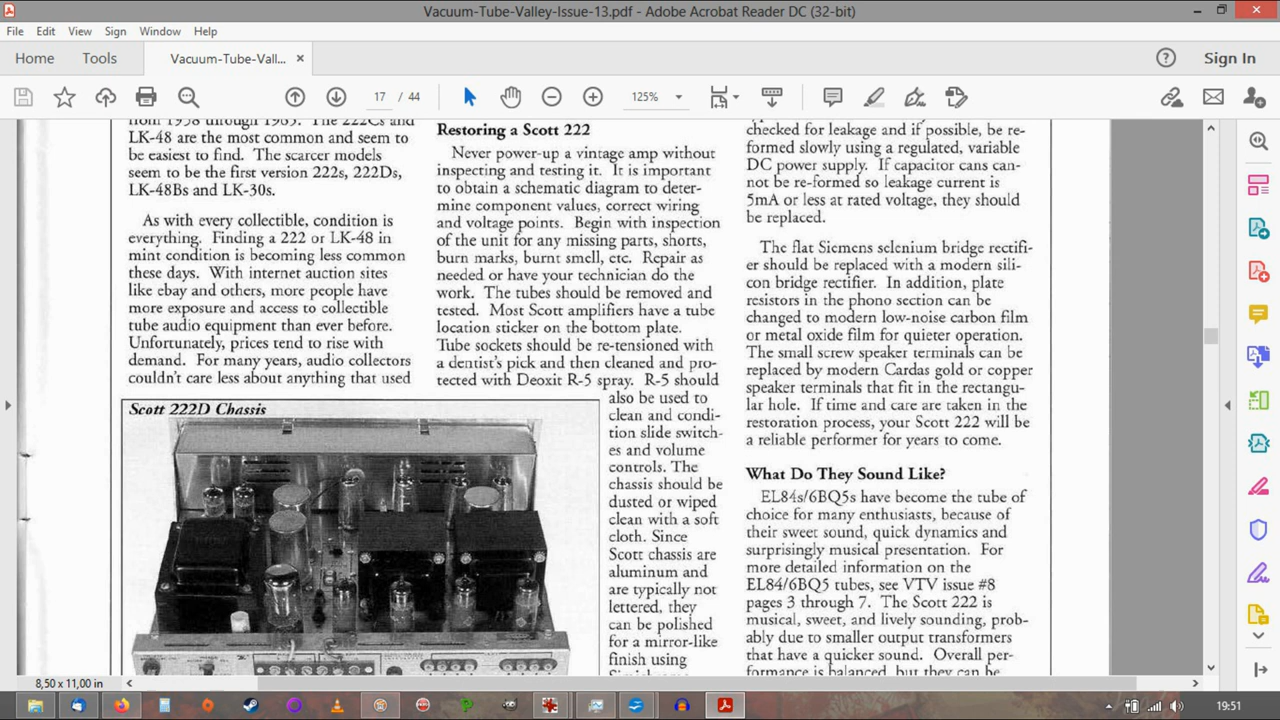 Vacuum-Tube-Valley-Issue-13.pdf - Adobe Acrobat Reader DC (32-bit)
File Edit View Sign Window Help
Home Tools Vacuum-Tube-Vall... Sign In
17 / 44 125%
from 1958 through 1965. The 222Cs and
LK-48 are the most common and seem to
be easiest to find. The scarcer models
seem to be the first version 222s, 222Ds,
LK-48Bs and LK-30s.
As with every collectible, condition is
everything. Finding a 222 or LK-48 in
mint condition is becoming less common
these days. With internet auction sites
like ebay and others, more people have
more exposure and access to collectible
tube audio equipment than ever before.
Unfortunately, prices tend to rise with
demand. For many years, audio collectors
couldn't care less about anything that used
Scott 222D Chassis
Restoring a Scott 222
Never power-up a vintage amp without
inspecting and testing it. It is important
to obtain a schematic diagram to deter-
mine component values, correct wiring
and voltage points. Begin with inspection
of the unit for any missing parts, shorts,
burn marks, burnt smell, etc. Repair as
needed or have your technician do the
work. The tubes should be removed and
tested. Most Scott amplifiers have a tube
location sticker on the bottom plate.
Tube sockets should be re-tensioned with
a dentist's pick and then cleaned and pro-
tected with Deoxit R-5 spray. R-5 should
also be used to
clean and condi-
tion slide switch-
es and volume
controls. The
chassis should be
dusted or wiped
clean with a soft
cloth. Since
Scott chassis are
aluminum and
are typically not
lettered, they
can be polished
for a mirror-like
finish using
checked for leakage and if possible, be re-
formed slowly using a regulated, variable
DC power supply. If capacitor cans can-
not be re-formed so leakage current is
5mA or less at rated voltage, they should
be replaced.
The flat Siemens selenium bridge rectifi-
er should be replaced with a modern sili-
con bridge rectifier. In addition, plate
resistors in the phono section can be
changed to modern low-noise carbon film
or metal oxide film for quieter operation.
The small screw speaker terminals can be
replaced by modern Cardas gold or copper
speaker terminals that fit in the rectangu-
lar hole. If time and care are taken in the
restoration process, your Scott 222 will be
a reliable performer for years to come.
What Do They Sound Like?
EL84s/6BQ5s have become the tube of
choice for many enthusiasts, because of
their sweet sound, quick dynamics and
surprisingly musical presentation. For
more detailed information on the
EL84/6BQ5 tubes, see VTV issue #8
pages 3 through 7. The Scott 222 is
musical, sweet, and lively sounding, prob-
ably due to smaller output transformers
that have a quicker sound. Overall per-
formance is balanced, but they can be
8,50 x 11,00 in
19:51